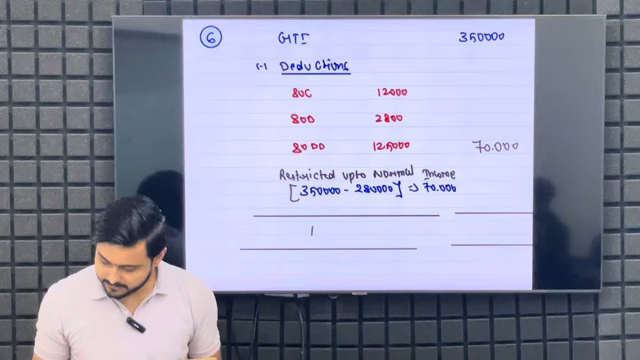 6 GTI 350000
(-) Deductions
80C 12000
80D 2800
80DD 125000 70.000
Restricted upto Normal Income
[350000 - 280000] => 70.000